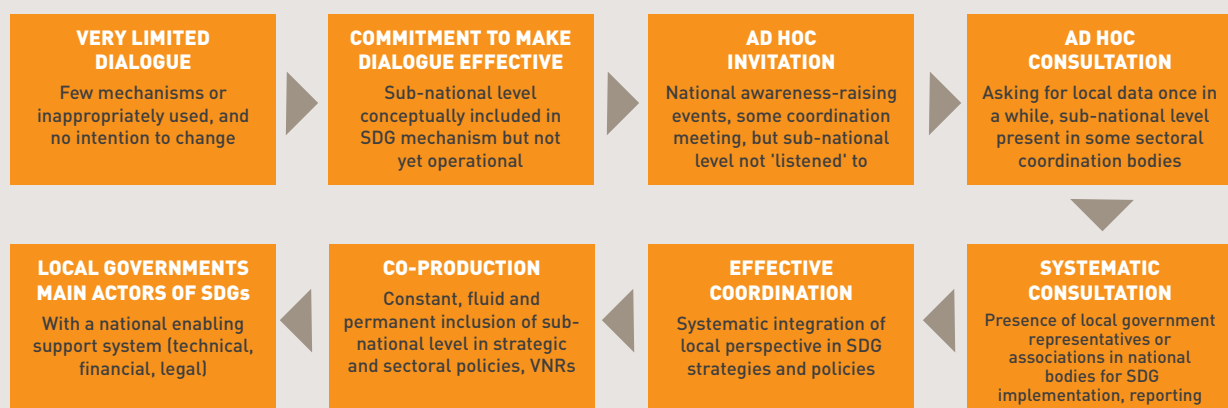 VERY LIMITED
DIALOGUE
Few mechanisms or
inappropriately used, and
no intention to change
COMMITMENT TO MAKE
DIALOGUE EFFECTIVE
Sub-national level
conceptually included in
SDG mechanism but not
yet operational
AD HOC
INVITATION
National awareness-raising
events, some coordination
meeting, but sub-national
level not ‘listened’ to
AD HOC
CONSULTATION
Asking for local data once in
a while, sub-national level
present in some sectoral
coordination bodies
SYSTEMATIC
CONSULTATION
Presence of local government
representatives or
associations in national
bodies for SDG
implementation, reporting
EFFECTIVE
COORDINATION
Systematic integration of
local perspective in SDG
strategies and policies
CO-PRODUCTION
Constant, fluid and
permanent inclusion of sub-
national level in strategic
and sectoral policies, VNRs
LOCAL GOVERNMENTS
MAIN ACTORS OF SDGs
With a national enabling
support system (technical,
financial, legal)